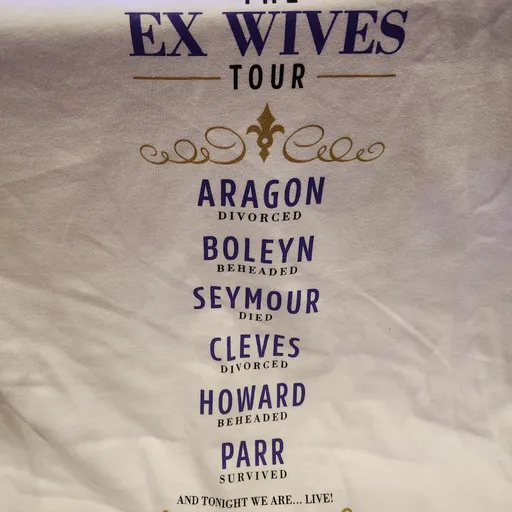 THE
EX WIVES
TOUR
ARAGON
DIVORCED
BOLEYN
BEHEADED
SEYMOUR
DIED
CLEVES
DIVORCED
HOWARD
BEHEADED
PARR
SURVIVED
AND TONIGHT WE ARE... LIVE!